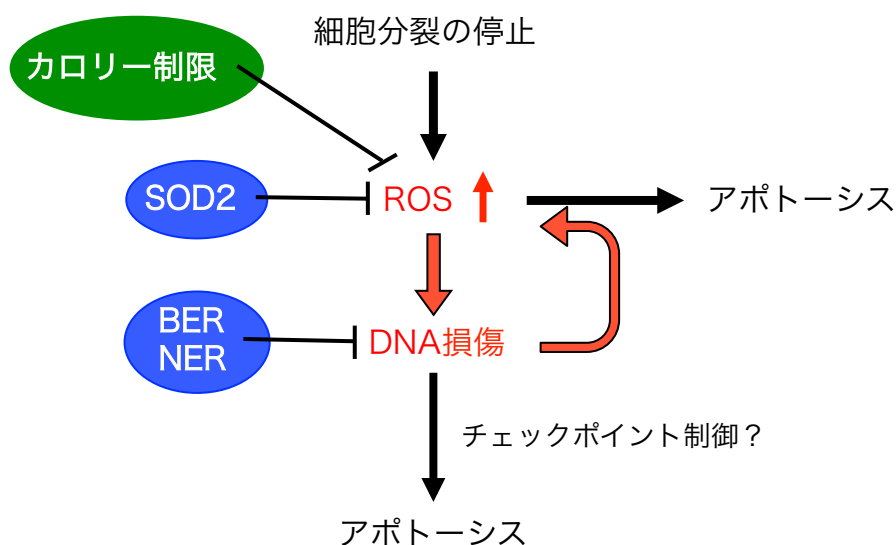 細胞分裂の停止
カロリー制限
SOD2
ROS
アポトーシス
BER
NER
DNA損傷
チェックポイント制御？
アポトーシス